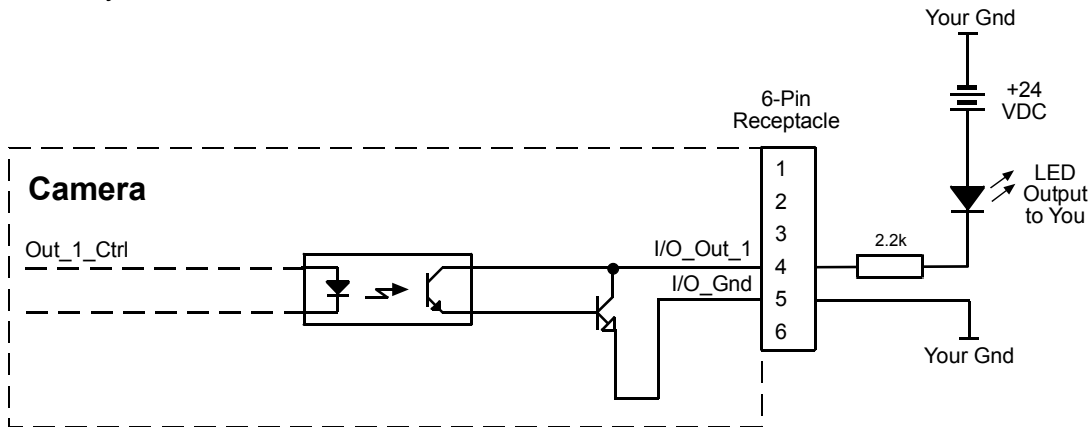 Your Gnd
+24
VDC
6-Pin
Receptacle
Camera
1
2
3
4
5
6
LED
Output
to You
Out_1_Ctrl
I/O_Out_1
2.2k
I/O_Gnd
Your Gnd